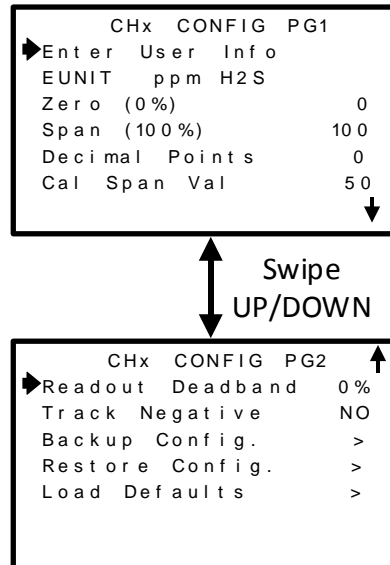 CHx CONFIG PG1
Enter User Info
EUNIT ppm H2S
Zero (0%) 0
Span (100%) 100
Decimal Points 0
Cal Span Val 50
Swipe
UP/DOWN
CHx CONFIG PG2
Readout Deadband 0%
Track Negative NO
Backup Config. >
Restore Config. >
Load Defaults >